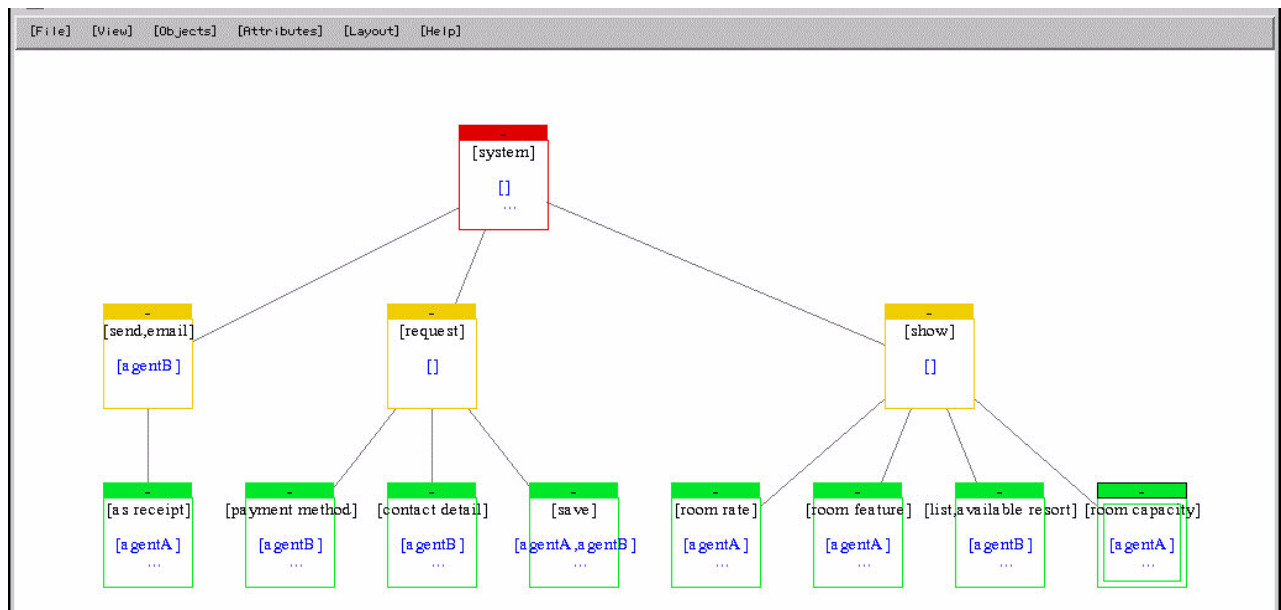 [File] [View] [Objects] [Attributes] [Layout] [Help]
-
[system]
[]
...
- - -
[send,email] [request] [show]
[agentB] [] []
- - - - - - - -
[as receipt] [payment method] [contact detail] [save] [room rate] [room feature] [list,available resort] [room capacity]
[agentA] [agentB] [agentB] [agentA,agentB] [agentA] [agentA] [agentB] [agentA]
... ... ... ... ... ... ... ...